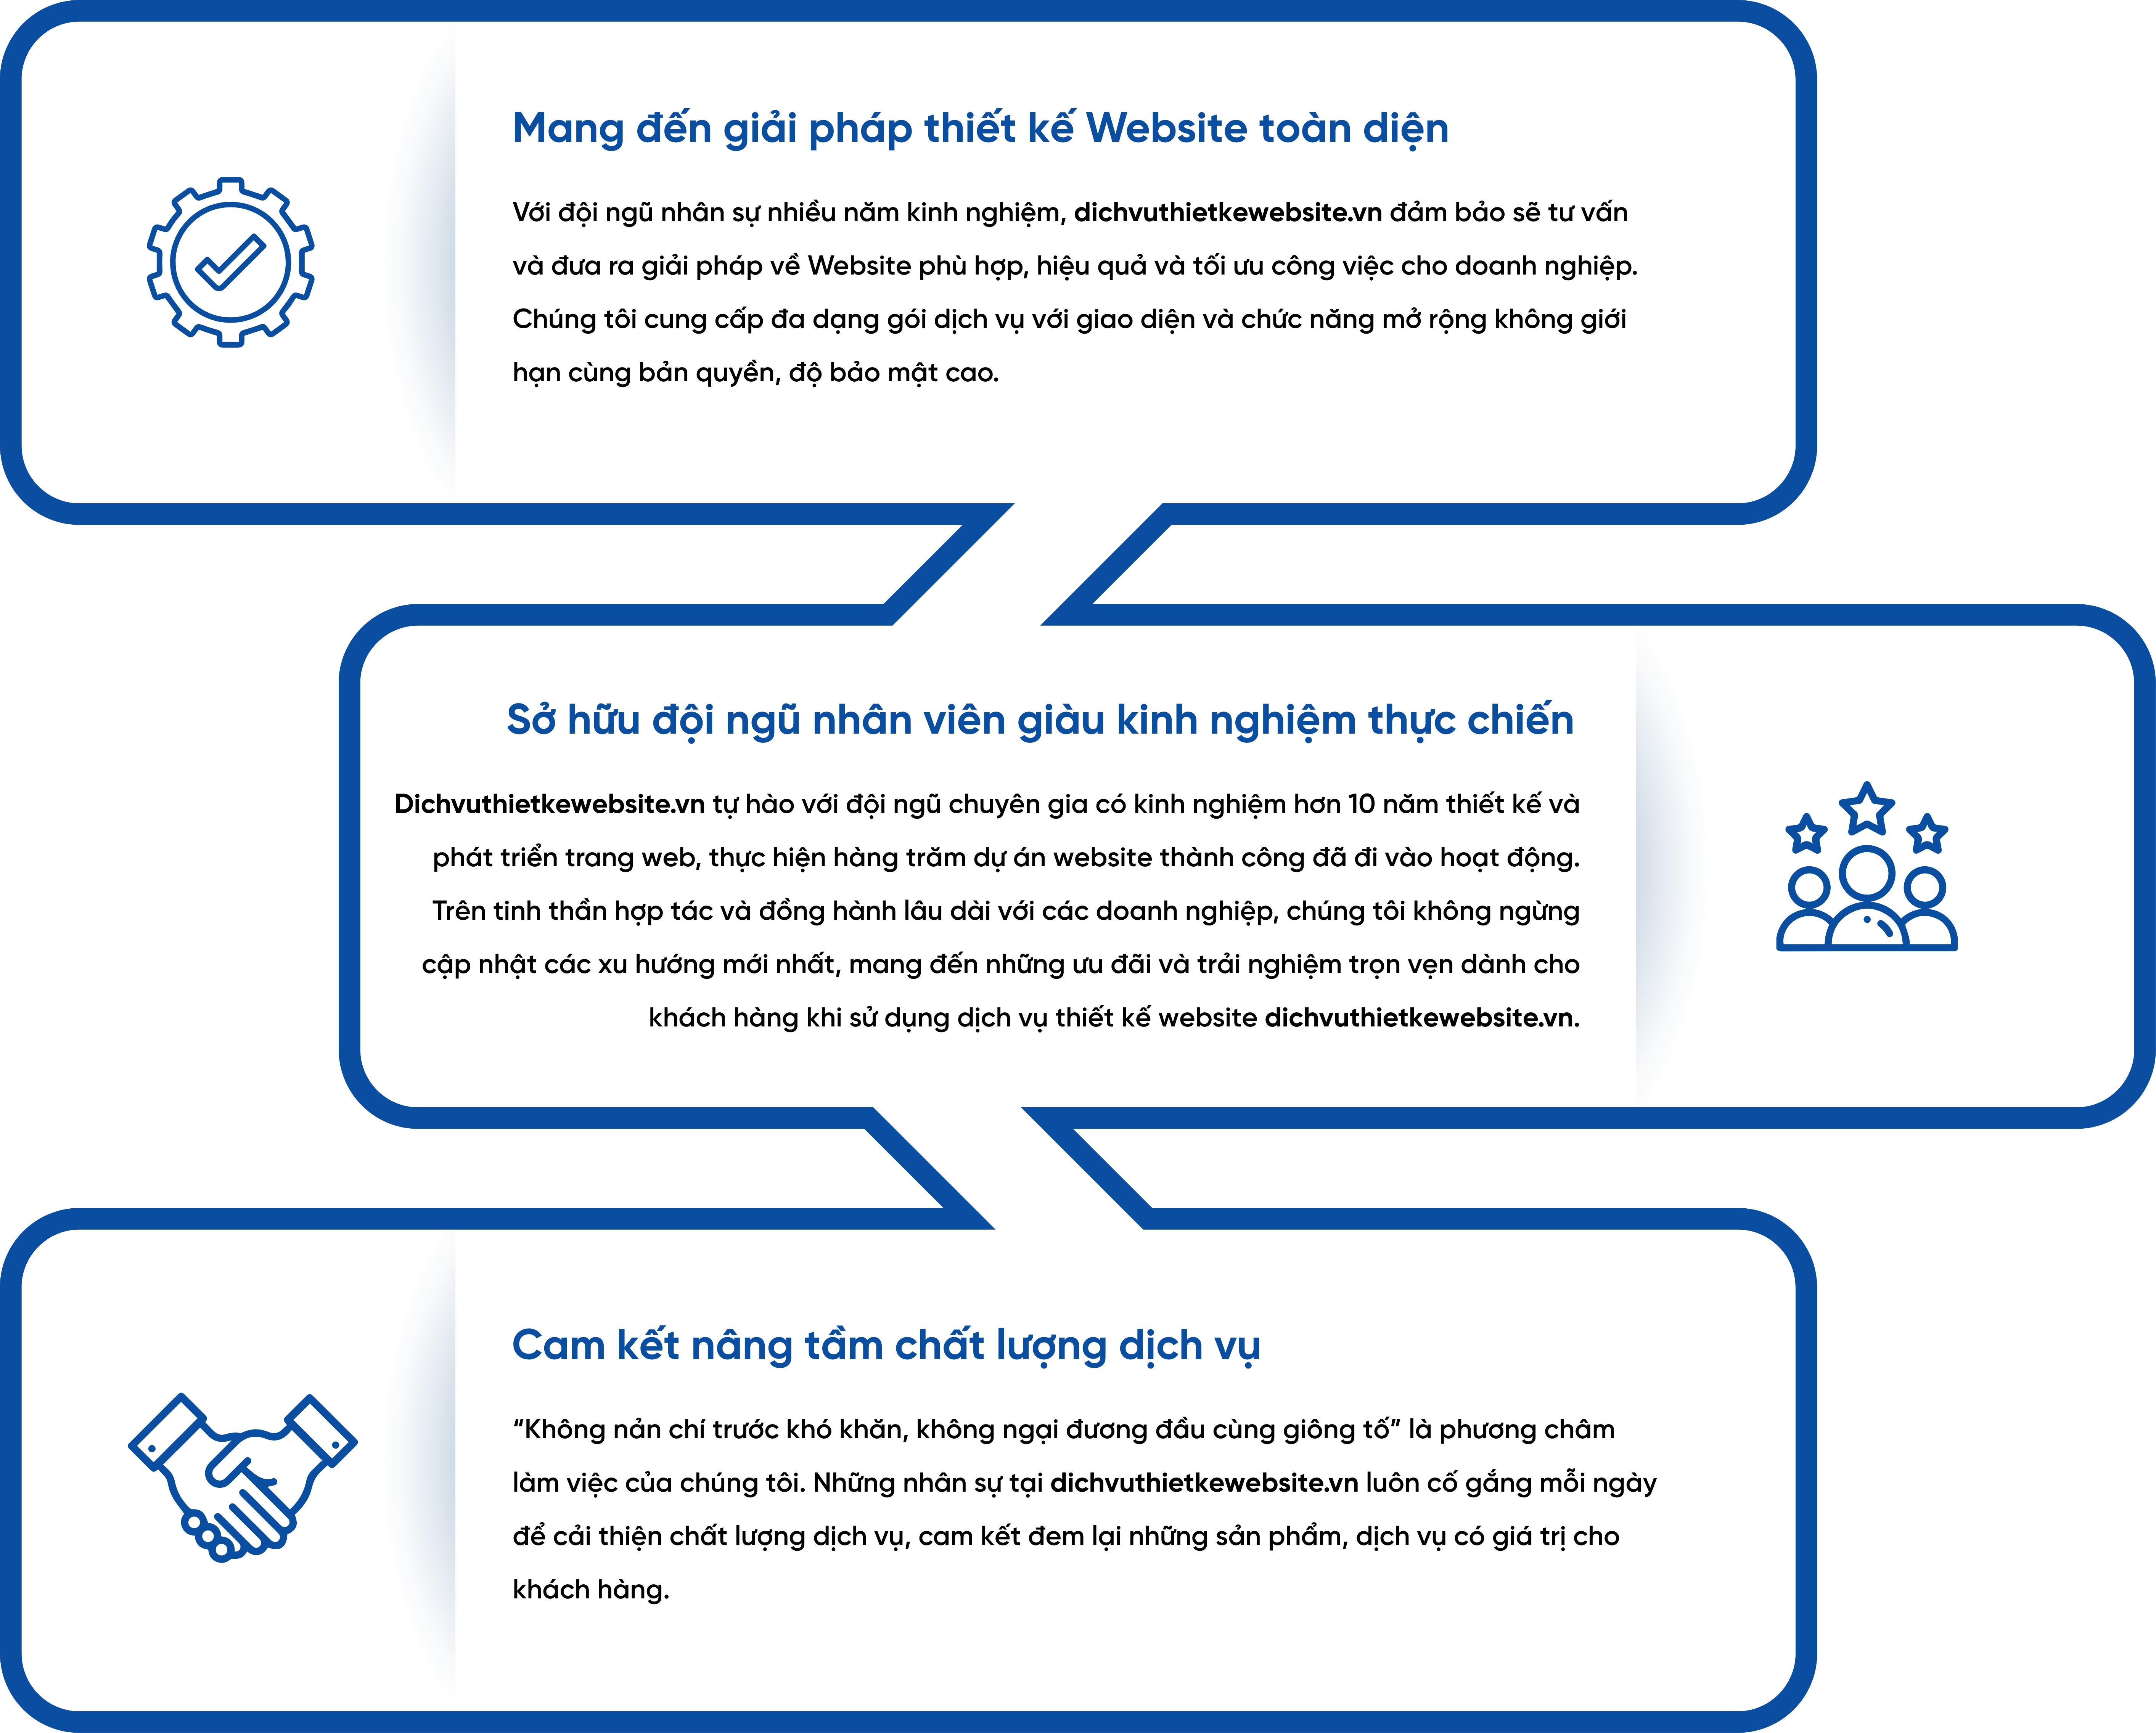 Mang đến giải pháp thiết kế Website toàn diện
Với đội ngũ nhân sự nhiều năm kinh nghiệm, dichvuthietkewebsite.vn đảm bảo sẽ tư vấn
và đưa ra giải pháp về Website phù hợp, hiệu quả và tối ưu công việc cho doanh nghiệp.
Chúng tôi cung cấp đa dạng gói dịch vụ với giao diện và chức năng mở rộng không giới
hạn cùng bản quyền, độ bảo mật cao.
Sở hữu đội ngũ nhân viên giàu kinh nghiệm thực chiến
Dichvuthietkewebsite.vn tự hào với đội ngũ chuyên gia có kinh nghiệm hơn 10 năm thiết kế và
phát triển trang web, thực hiện hàng trăm dự án website thành công đã đi vào hoạt động.
Trên tinh thần hợp tác và đồng hành lâu dài với các doanh nghiệp, chúng tôi không ngừng
cập nhật các xu hướng mới nhất, mang đến những ưu đãi và trải nghiệm trọn vẹn dành cho
khách hàng khi sử dụng dịch vụ thiết kế website dichvuthietkewebsite.vn.
Cam kết nâng tầm chất lượng dịch vụ
“Không nản chí trước khó khăn, không ngại đương đầu cùng giông tố” là phương châm
làm việc của chúng tôi. Những nhân sự tại dichvuthietkewebsite.vn luôn cố gắng mỗi ngày
để cải thiện chất lượng dịch vụ, cam kết đem lại những sản phẩm, dịch vụ có giá trị cho
khách hàng.